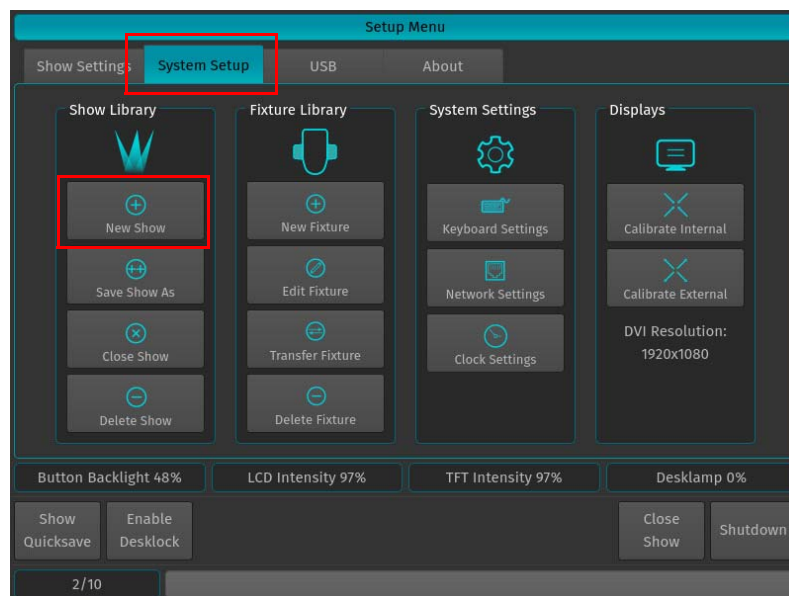 Setup Menu
Show Settings System Setup USB About
Show Library Fixture Library System Settings Displays
New Show New Fixture Keyboard Settings Calibrate Internal
Save Show As Edit Fixture Network Settings Calibrate External
Close Show Transfer Fixture Clock Settings DVI Resolution:
1920x1080
Delete Show Delete Fixture
Button Backlight 48% LCD Intensity 97% TFT Intensity 97% Desklamp 0%
Show Enable Close Shutdown
Quicksave Desklock Show
2/10